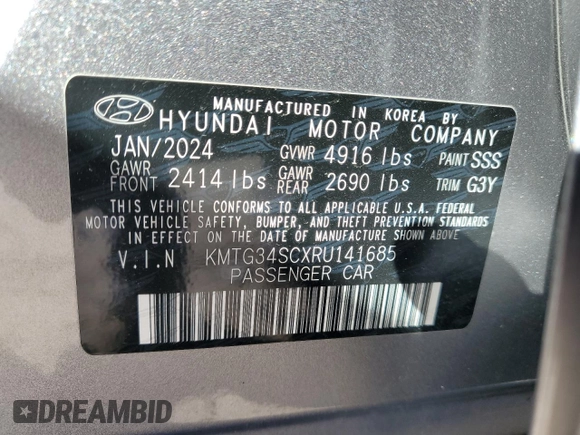 MANUFACTURED IN KOREA BY
HYUNDAI MOTOR COMPANY
JAN/2024 GVWR 4916 lbs PAINT SSS
GAWR FRONT 2414 lbs GAWR REAR 2690 lbs TRIM G3Y
THIS VEHICLE CONFORMS TO ALL APPLICABLE U.S.A. FEDERAL
MOTOR VEHICLE SAFETY, BUMPER, AND THEFT PREVENTION STANDARDS
IN EFFECT ON THE DATE OF MANUFACTURE SHOWN ABOVE.
V.I.N KMTG34SCXRU141685
PASSENGER CAR
DREAMBID